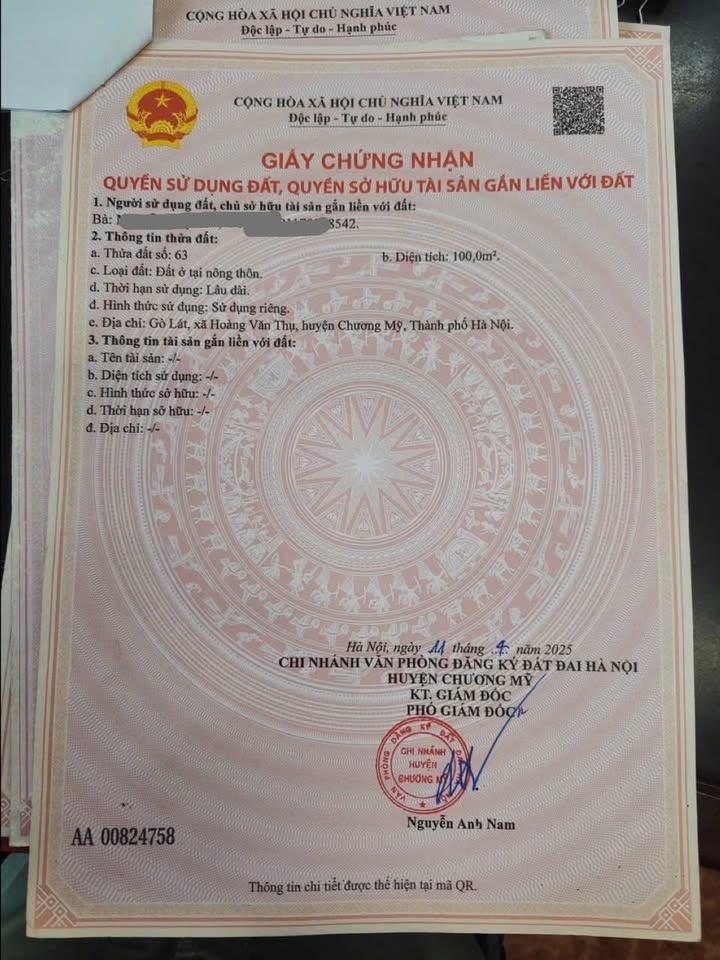 CỘNG HÒA XÃ HỘI CHỦ NGHĨA VIỆT NAM
Độc lập - Tự do - Hạnh phúc
CỘNG HÒA XÃ HỘI CHỦ NGHĨA VIỆT NAM
Độc lập - Tự do - Hạnh phúc
GIẤY CHỨNG NHẬN
QUYỀN SỬ DỤNG ĐẤT, QUYỀN SỞ HỮU TÀI SẢN GẮN LIỀN VỚI ĐẤT
1. Người sử dụng đất, chủ sở hữu tài sản gắn liền với đất:
Bà: 8542.
2. Thông tin thửa đất:
a. Thửa đất số: 63 b. Diện tích: 100,0m².
c. Loại đất: Đất ở tại nông thôn.
d. Thời hạn sử dụng: Lâu dài.
đ. Hình thức sử dụng: Sử dụng riêng.
e. Địa chỉ: Gò Lát, xã Hoàng Văn Thụ, huyện Chương Mỹ, Thành phố Hà Nội.
3. Thông tin tài sản gắn liền với đất:
a. Tên tài sản: -/-
b. Diện tích sử dụng: -/-
c. Hình thức sở hữu: -/-
d. Thời hạn sở hữu: -/-
đ. Địa chỉ: -/-
Hà Nội, ngày 11 tháng 4 năm 2025
CHI NHÁNH VĂN PHÒNG ĐĂNG KÝ ĐẤT ĐAI HÀ NỘI
HUYỆN CHƯƠNG MỸ
KT. GIÁM ĐỐC
PHÓ GIÁM ĐỐC
VĂN PHÒNG ĐĂNG KÝ ĐẤT ĐAI
CHI NHÁNH
HUYỆN
CHƯƠNG MỸ
Nguyễn Anh Nam
AA 00824758
Thông tin chi tiết được thể hiện tại mã QR.